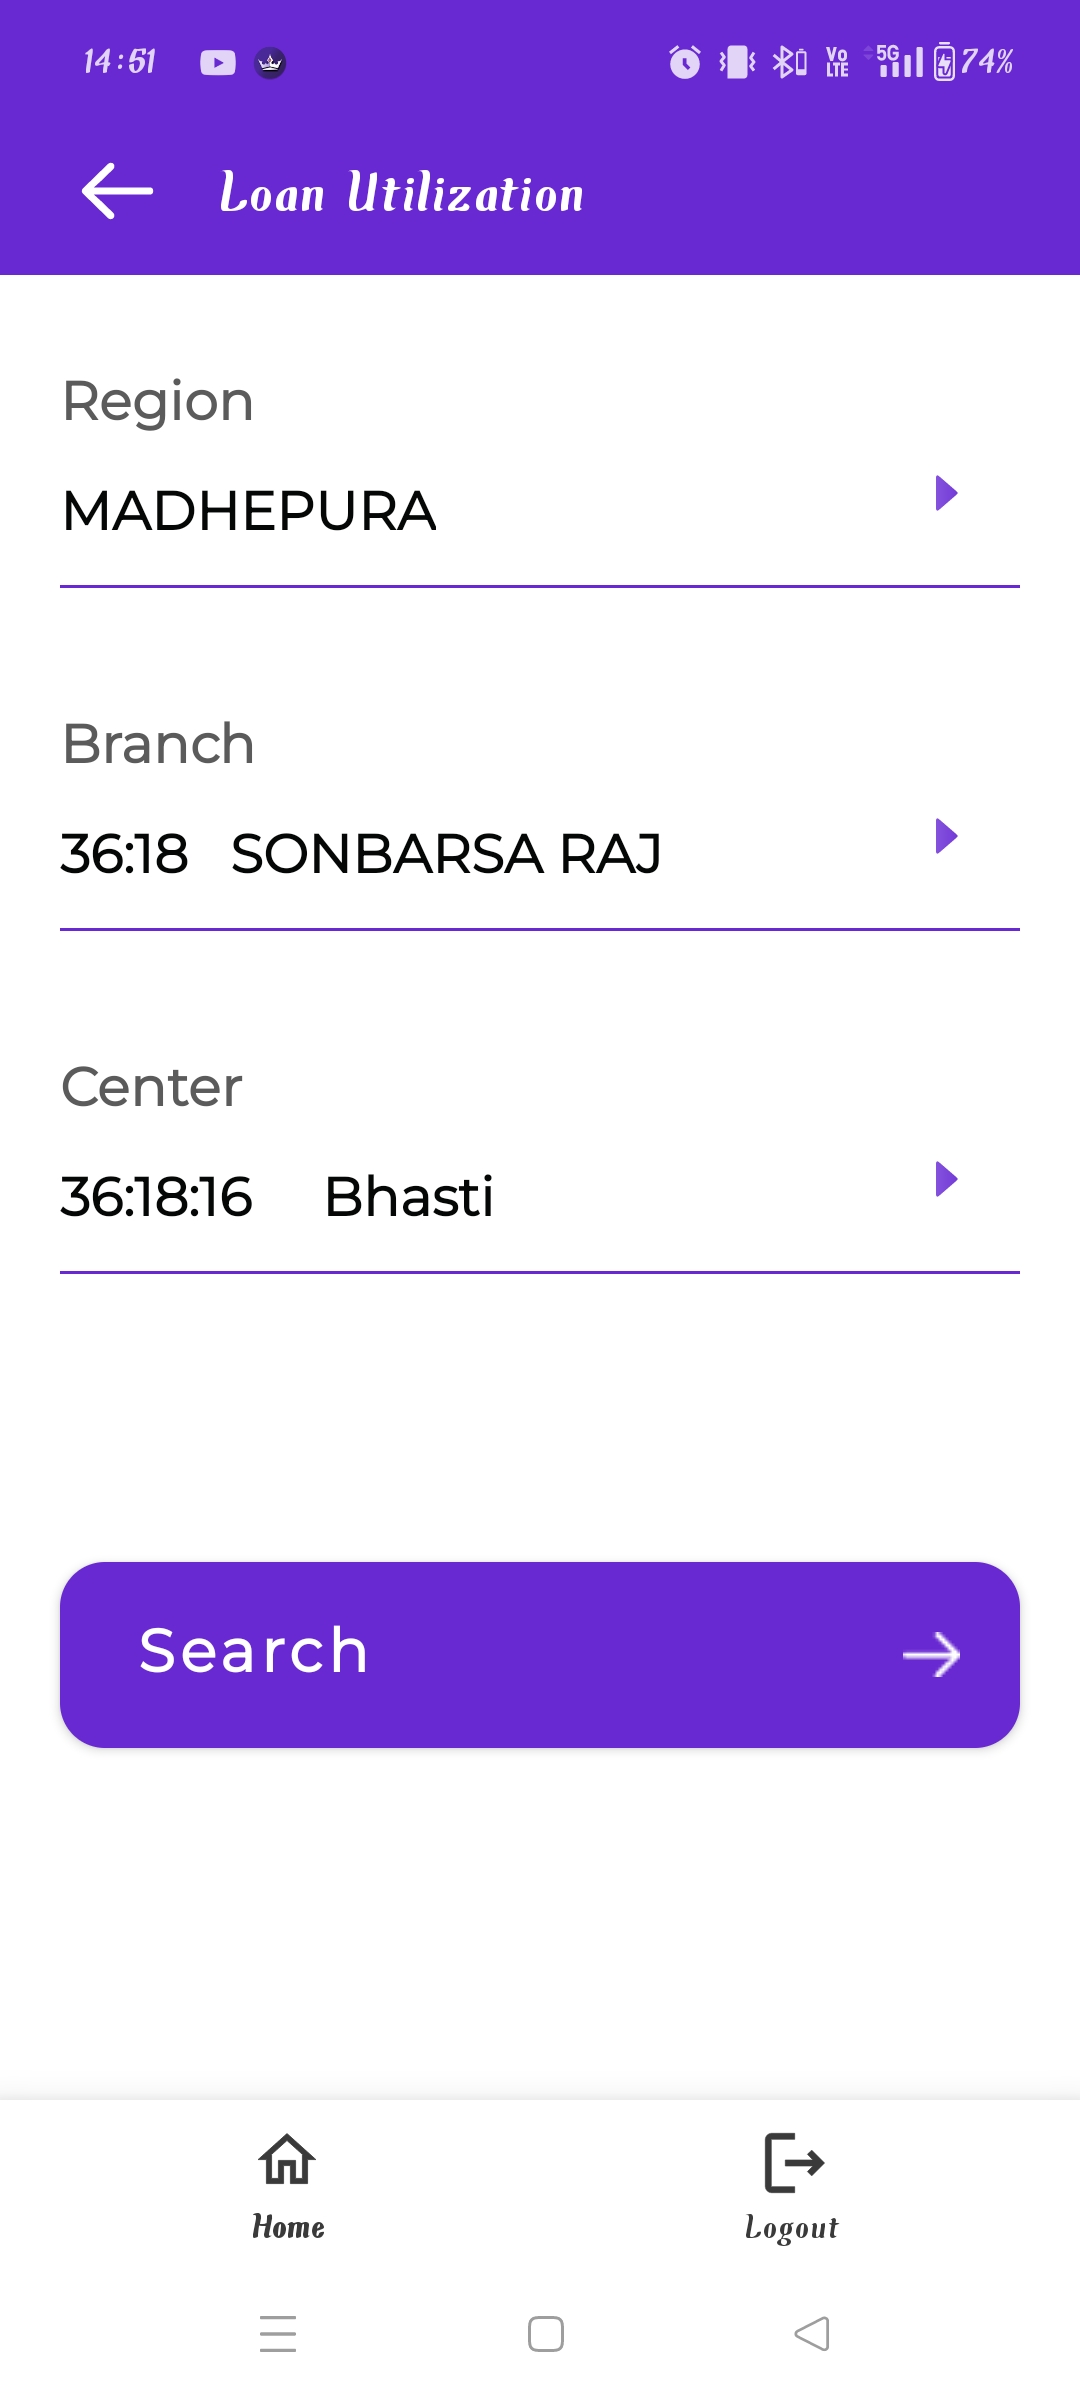 14:51 Vo LTE 5G 74%
Loan Utilization
Region
MADHEPURA
Branch
36:18 SONBARSA RAJ
Center
36:18:16 Bhasti
Search
Home Logout